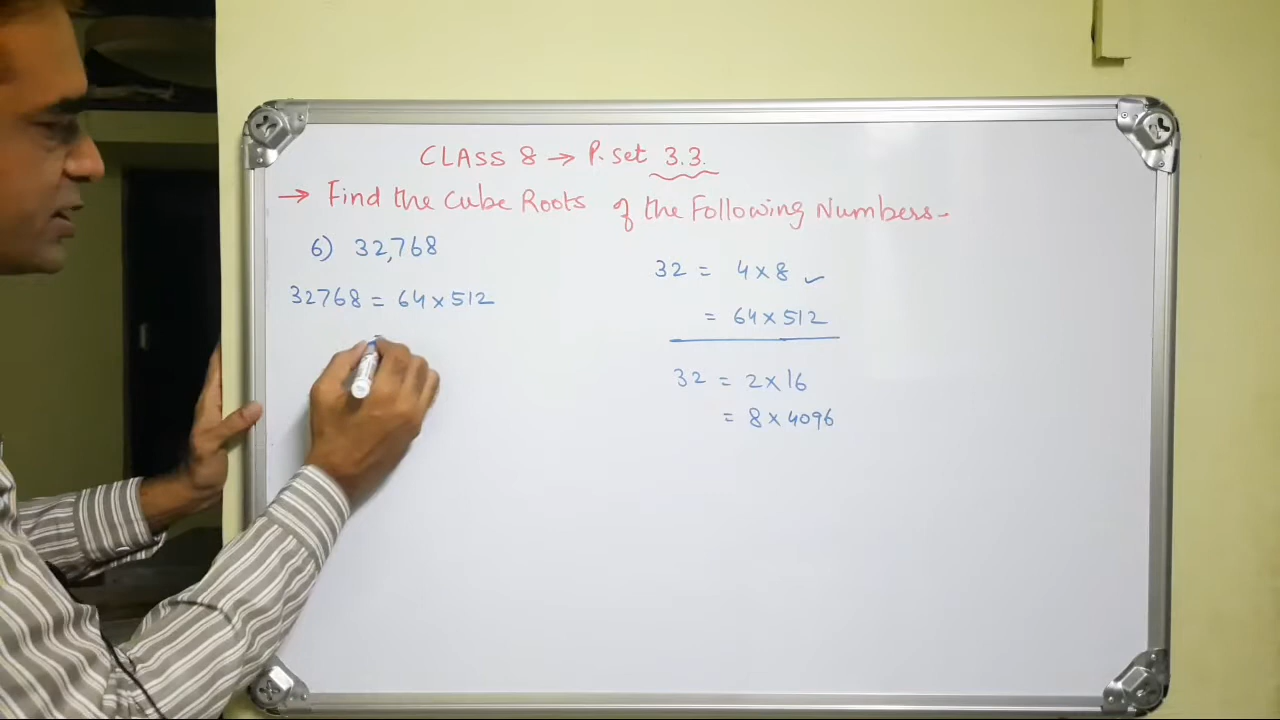 CLASS 8 → P. Set 3.3.
→ Find the Cube Roots of the Following Numbers.
6) 32,768
32768 = 64 × 512
32 = 4 × 8 ✓
= 64 × 512
32 = 2 × 16
= 8 × 4096